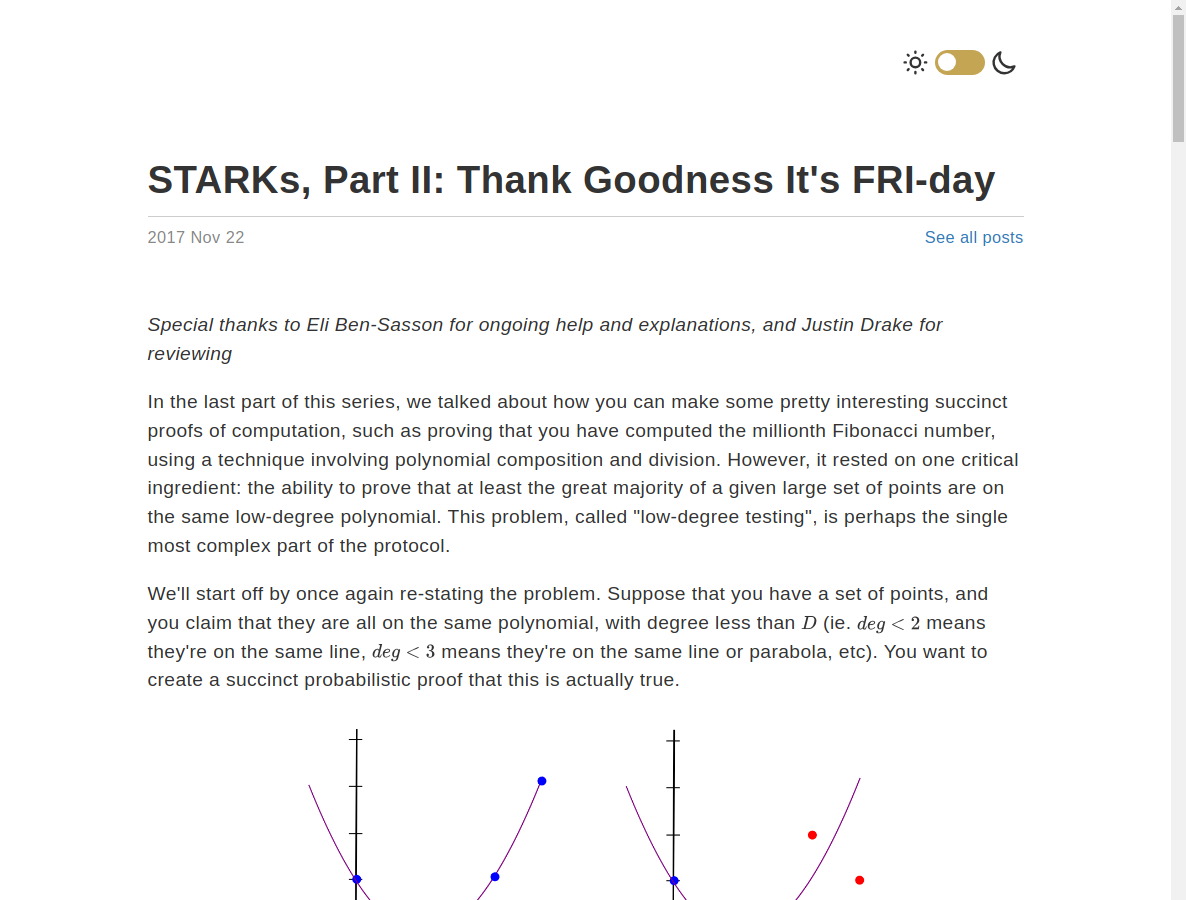 STARKs, Part II: Thank Goodness It's FRI-day
2017 Nov 22
See all posts
Special thanks to Eli Ben-Sasson for ongoing help and explanations, and Justin Drake for
reviewing
In the last part of this series, we talked about how you can make some pretty interesting succinct
proofs of computation, such as proving that you have computed the millionth Fibonacci number,
using a technique involving polynomial composition and division. However, it rested on one critical
ingredient: the ability to prove that at least the great majority of a given large set of points are on
the same low-degree polynomial. This problem, called "low-degree testing", is perhaps the single
most complex part of the protocol.
We'll start off by once again re-stating the problem. Suppose that you have a set of points, and
you claim that they are all on the same polynomial, with degree less than D (ie. deg < 2 means
they're on the same line, deg < 3 means they're on the same line or parabola, etc). You want to
create a succinct probabilistic proof that this is actually true.